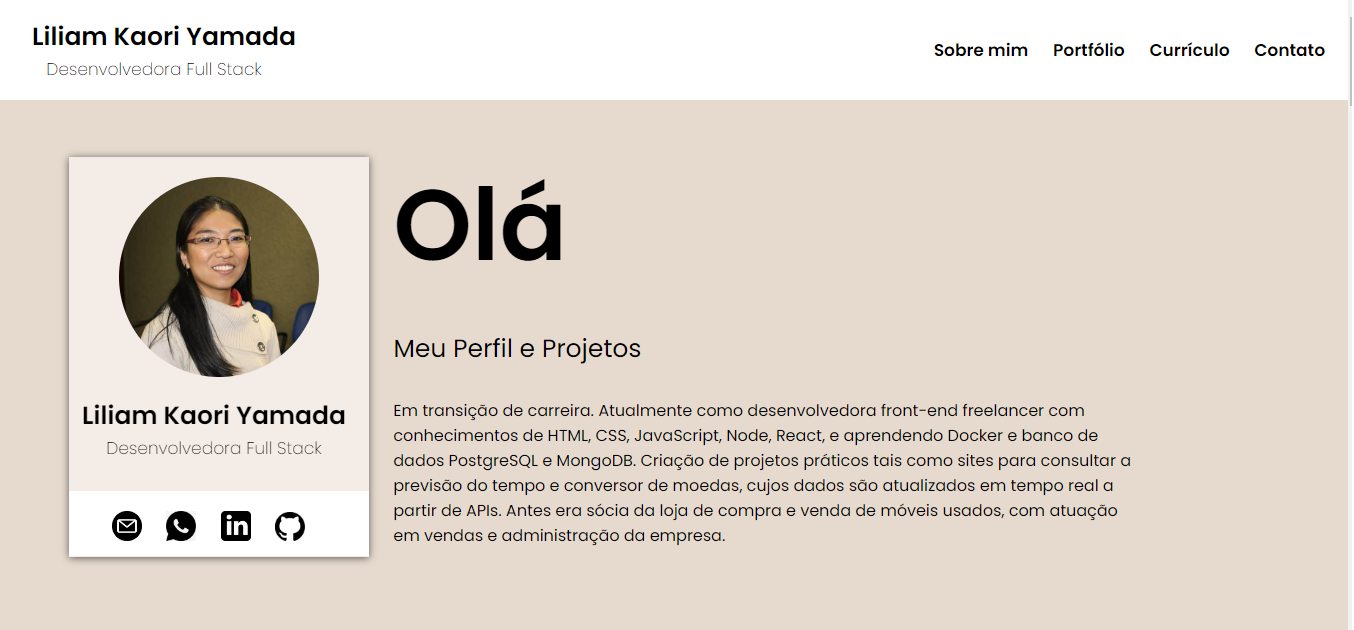 Liliam Kaori Yamada
Desenvolvedora Full Stack
Sobre mim Portfólio Currículo Contato
Liliam Kaori Yamada
Desenvolvedora Full Stack
in
Olá
Meu Perfil e Projetos
Em transição de carreira. Atualmente como desenvolvedora front-end freelancer com
conhecimentos de HTML, CSS, JavaScript, Node, React, e aprendendo Docker e banco de
dados PostgreSQL e MongoDB. Criação de projetos práticos tais como sites para consultar a
previsão do tempo e conversor de moedas, cujos dados são atualizados em tempo real a
partir de APIs. Antes era sócia da loja de compra e venda de móveis usados, com atuação
em vendas e administração da empresa.